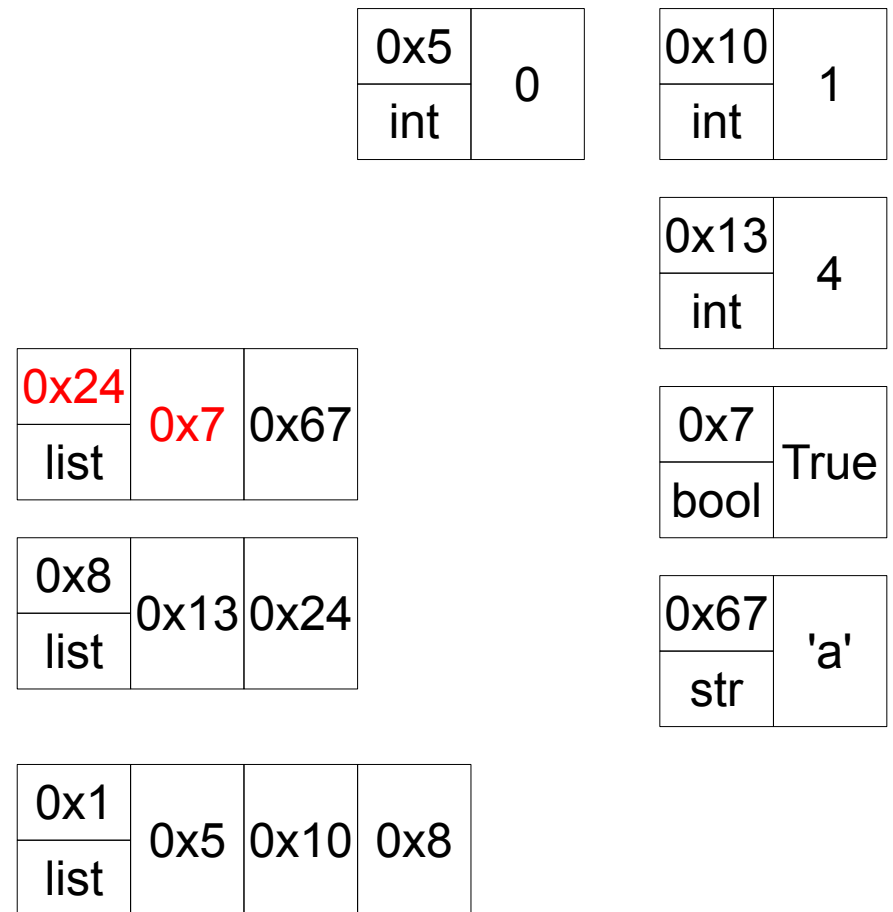 0x5
int
0
0x10
int
1
0x13
int
4
0x24
list
0x7
0x67
0x7
bool
True
0x8
list
0x13
0x24
0x67
str
'a'
0x1
list
0x5
0x10
0x8